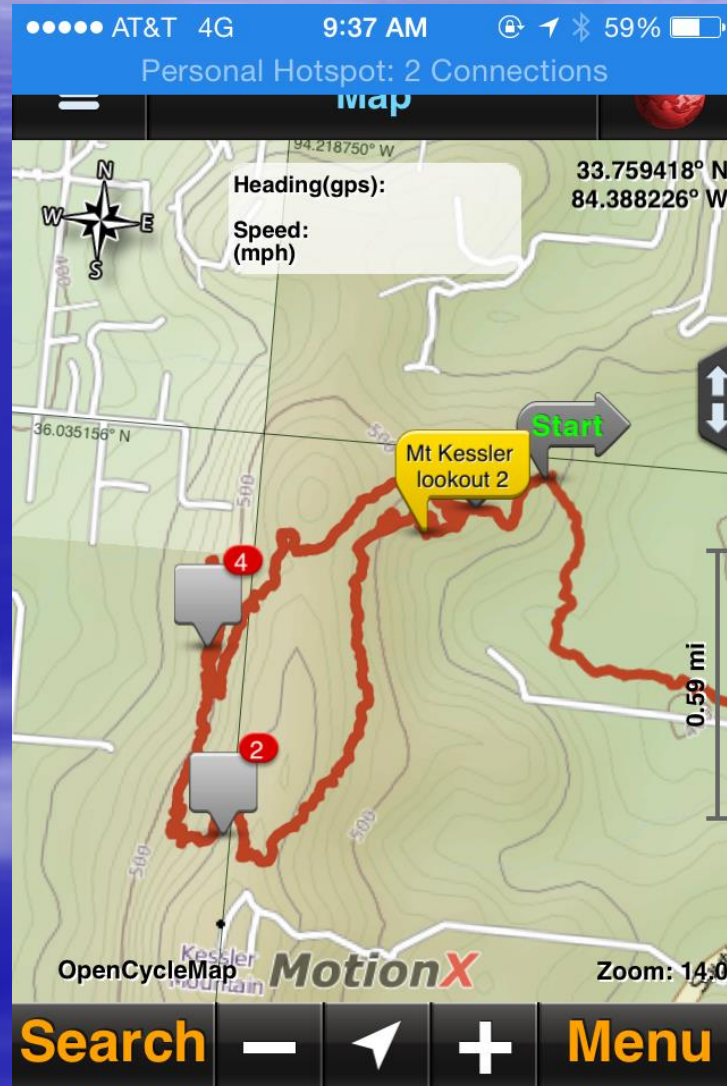 AT&T 4G 9:37 AM 59%
Personal Hotspot: 2 Connections
Map
94.218750° W
33.759418° N
84.388226° W
N
W E
S
Heading(gps):
Speed:
(mph)
400
36.035156° N
500
500
Start
Mt Kessler
lookout 2
4
0.59 mi
2
500
500
Kessler
Mountain
OpenCycleMap
MotionX
Zoom: 14.0
Search
Menu